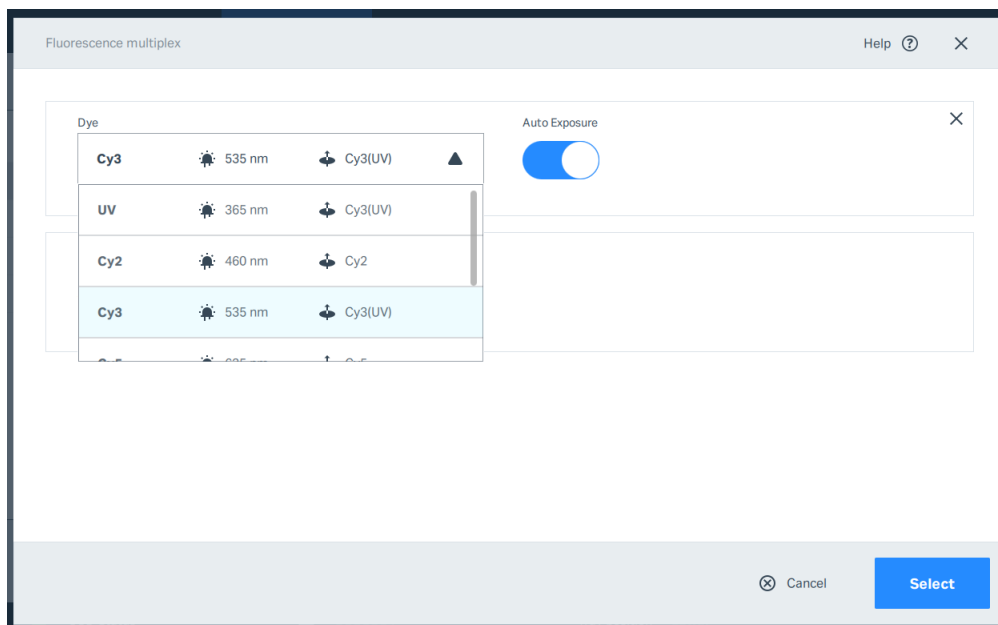 Fluorescence multiplex Help ?
Dye Auto Exposure
Cy3 535 nm Cy3(UV)
UV 365 nm Cy3(UV)
Cy2 460 nm Cy2
Cy3 535 nm Cy3(UV)
Cancel Select